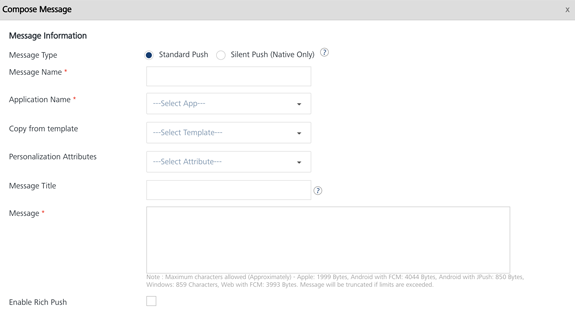 Compose Message x
Message Information
Message Type Standard Push Silent Push (Native Only) ?
Message Name *
Application Name * ---Select App---
Copy from template ---Select Template---
Personalization Attributes ---Select Attribute---
Message Title ?
Message *
Note : Maximum characters allowed (Approximately) - Apple: 1999 Bytes, Android with FCM: 4044 Bytes, Android with JPush: 850 Bytes,
Windows: 859 Characters, Web with FCM: 3993 Bytes. Message will be truncated if limits are exceeded.
Enable Rich Push